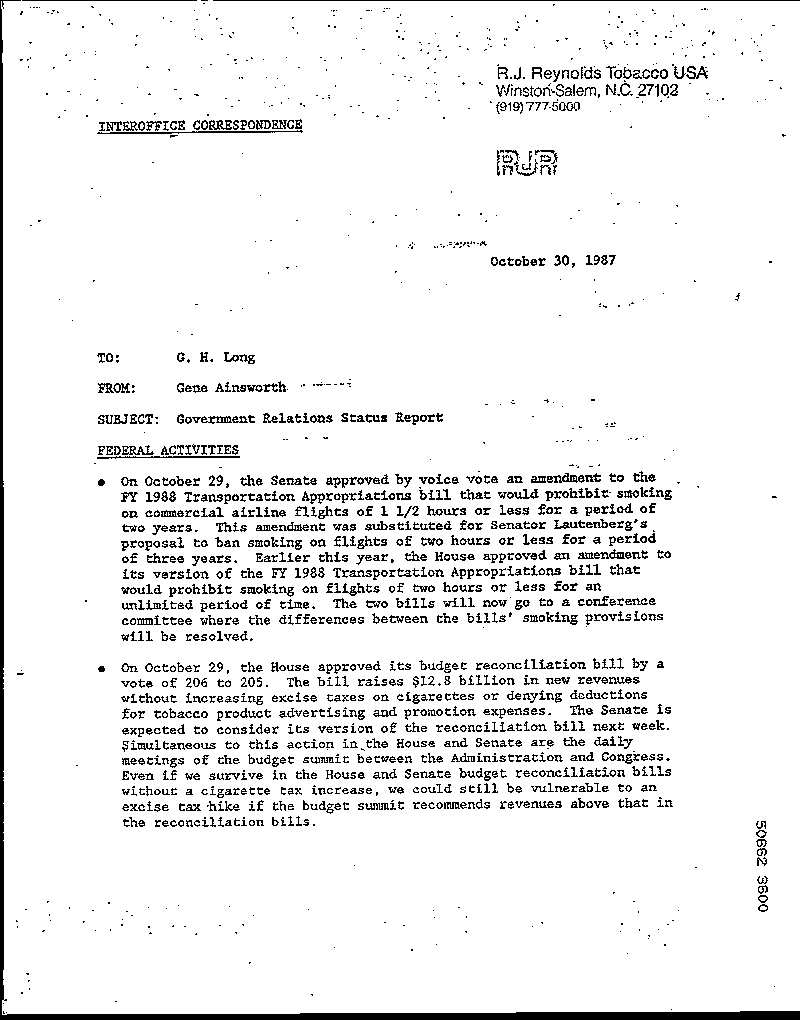 R.J. Reynolds Tobacco USA
Winston-Salem, N.C. 27102
(919) 777-5000
INTEROFFICE CORRESPONDENCE
RJR
October 30, 1987
TO: G. H. Long
FROM: Gene Ainsworth
SUBJECT: Government Relations Status Report
FEDERAL ACTIVITIES
● On October 29, the Senate approved by voice vote an amendment to the
FY 1988 Transportation Appropriations bill that would prohibit smoking
on commercial airline flights of 1 1/2 hours or less for a period of
two years. This amendment was substituted for Senator Lautenberg's
proposal to ban smoking on flights of two hours or less for a period
of three years. Earlier this year, the House approved an amendment to
its version of the FY 1988 Transportation Appropriations bill that
would prohibit smoking on flights of two hours or less for an
unlimited period of time. The two bills will now go to a conference
committee where the differences between the bills' smoking provisions
will be resolved.
● On October 29, the House approved its budget reconciliation bill by a
vote of 206 to 205. The bill raises $12.8 billion in new revenues
without increasing excise taxes on cigarettes or denying deductions
for tobacco product advertising and promotion expenses. The Senate is
expected to consider its version of the reconciliation bill next week.
Simultaneous to this action in the House and Senate are the daily
meetings of the budget summit between the Administration and Congress.
Even if we survive in the House and Senate budget reconciliation bills
without a cigarette tax increase, we could still be vulnerable to an
excise tax hike if the budget summit recommends revenues above that in
the reconciliation bills.
50662 3600